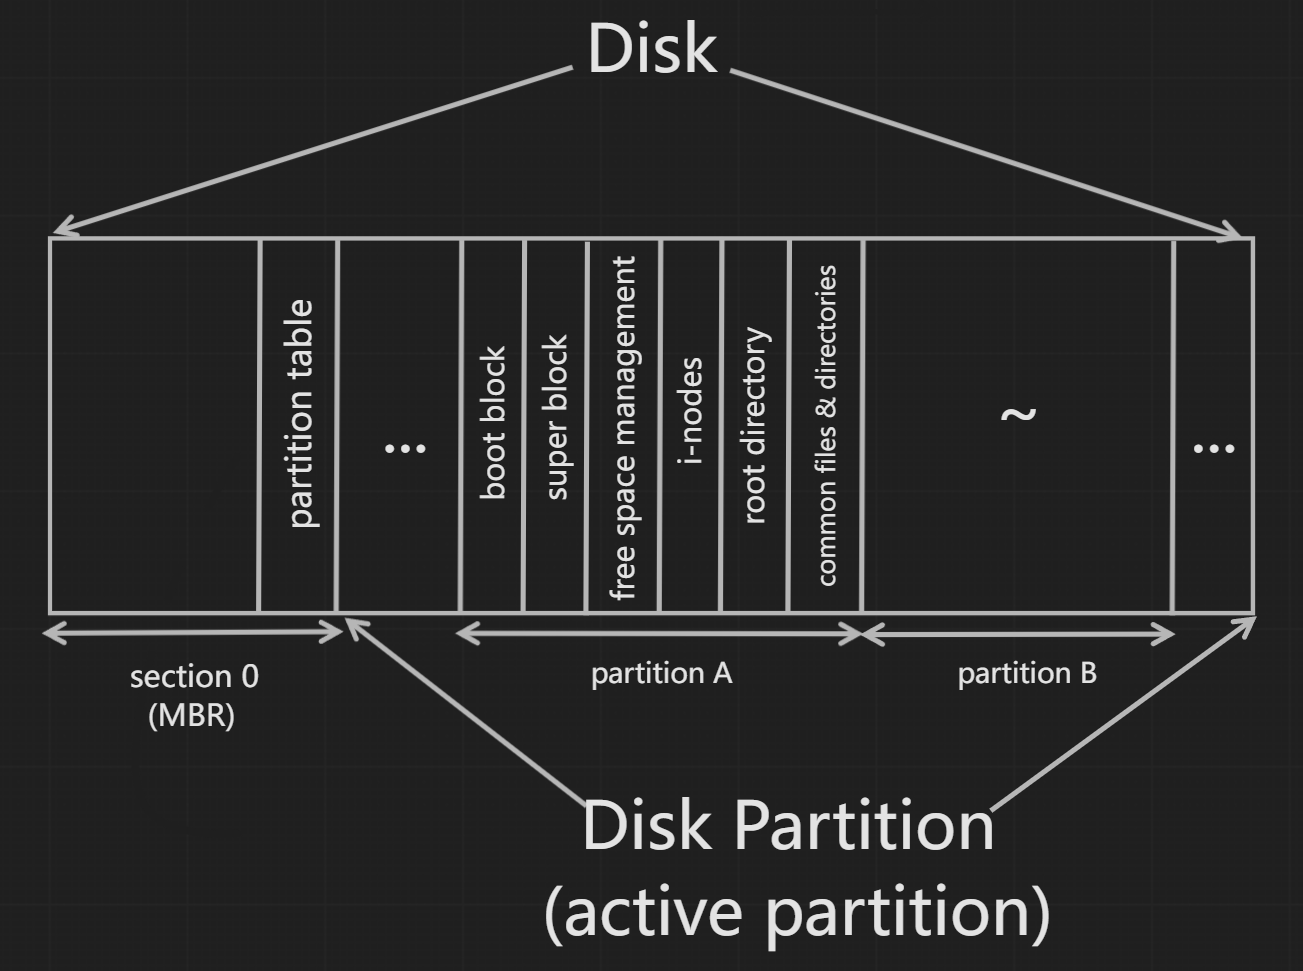 Disk
partition table
...
boot block
super block
free space management
i-nodes
root directory
common files & directories
~
...
section 0
(MBR)
partition A
partition B
Disk Partition
(active partition)